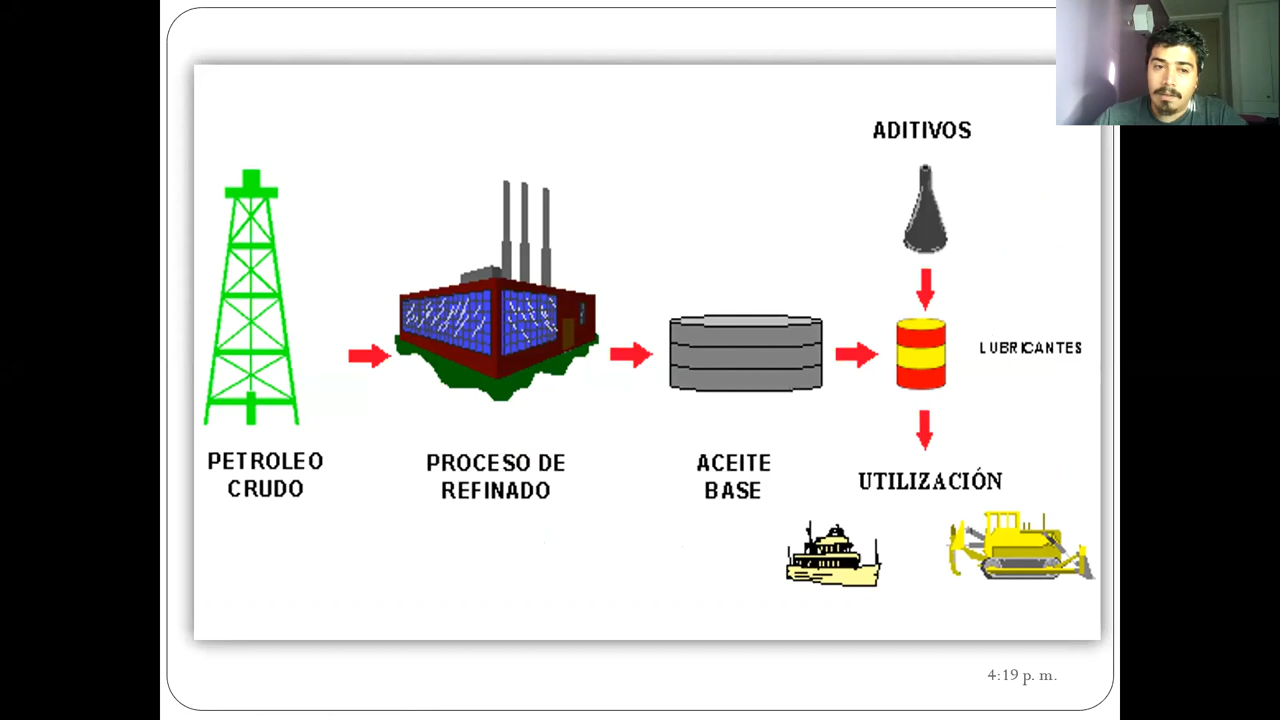 ADITIVOS
LUBRICANTES
PETROLEO
CRUDO
PROCESO DE
REFINADO
ACEITE
BASE
UTILIZACIÓN
4:19 p. m.